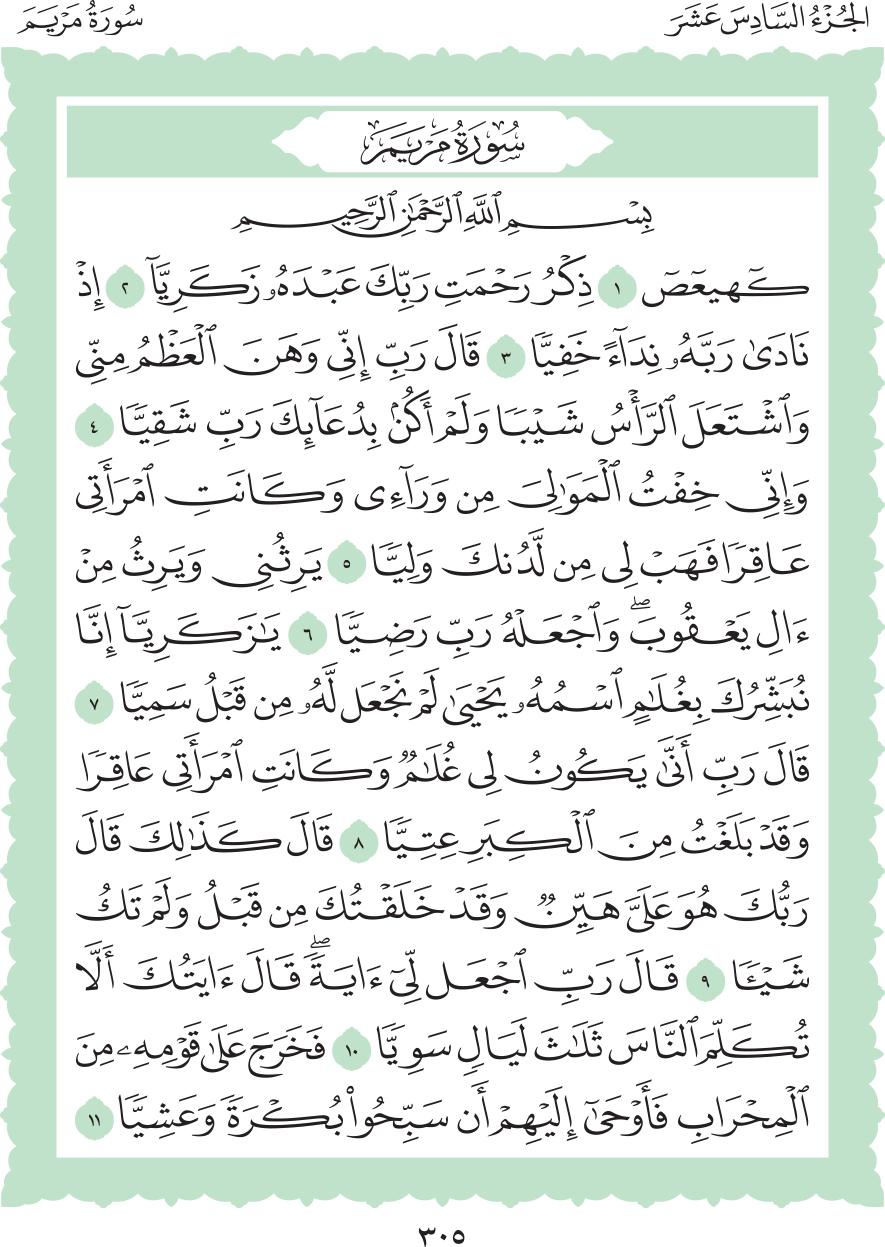 الجُزْءُ السَّادِسَ عَشَرَ
سُورَةُ مَرْيَمَ
سُورَةُ مَرْيَمَ
بِسْمِ ٱللَّهِ ٱلرَّحْمَٰنِ ٱلرَّحِيمِ
كٓهيعٓصٓ ١ ذِكْرُ رَحْمَتِ رَبِّكَ عَبْدَهُۥ زَكَرِيَّآ ٢ إِذْ
نَادَىٰ رَبَّهُۥ نِدَآءً خَفِيًّا ٣ قَالَ رَبِّ إِنِّى وَهَنَ ٱلْعَظْمُ مِنِّى
وَٱشْتَعَلَ ٱلرَّأْسُ شَيْبًا وَلَمْ أَكُنۢ بِدُعَآئِكَ رَبِّ شَقِيًّا ٤
وَإِنِّى خِفْتُ ٱلْمَوَٰلِىَ مِن وَرَآءِى وَكَانَتِ ٱمْرَأَتِى
عَاقِرًا فَهَبْ لِى مِن لَّدُنكَ وَلِيًّا ٥ يَرِثُنِى وَيَرِثُ مِنْ
ءَالِ يَعْقُوبَ ۖ وَٱجْعَلْهُ رَبِّ رَضِيًّا ٦ يَٰزَكَرِيَّآ إِنَّا
نُبَشِّرُكَ بِغُلَٰمٍ ٱسْمُهُۥ يَحْيَىٰ لَمْ نَجْعَل لَّهُۥ مِن قَبْلُ سَمِيًّا ٧
قَالَ رَبِّ أَنَّىٰ يَكُونُ لِى غُلَٰمٌ وَكَانَتِ ٱمْرَأَتِى عَاقِرًا
وَقَدْ بَلَغْتُ مِنَ ٱلْكِبَرِ عِتِيًّا ٨ قَالَ كَذَٰلِكَ قَالَ
رَبُّكَ هُوَ عَلَىَّ هَيِّنٌ وَقَدْ خَلَقْتُكَ مِن قَبْلُ وَلَمْ تَكُ
شَيْـًٔا ٩ قَالَ رَبِّ ٱجْعَل لِّىٓ ءَايَةً ۖ قَالَ ءَايَتُكَ أَلَّا
تُكَلِّمَ ٱلنَّاسَ ثَلَٰثَ لَيَالٍ سَوِيًّا ١٠ فَخَرَجَ عَلَىٰ قَوْمِهِۦ مِنَ
ٱلْمِحْرَابِ فَأَوْحَىٰٓ إِلَيْهِمْ أَن سَبِّحُوا۟ بُكْرَةً وَعَشِيًّا ١١
٣٠٥